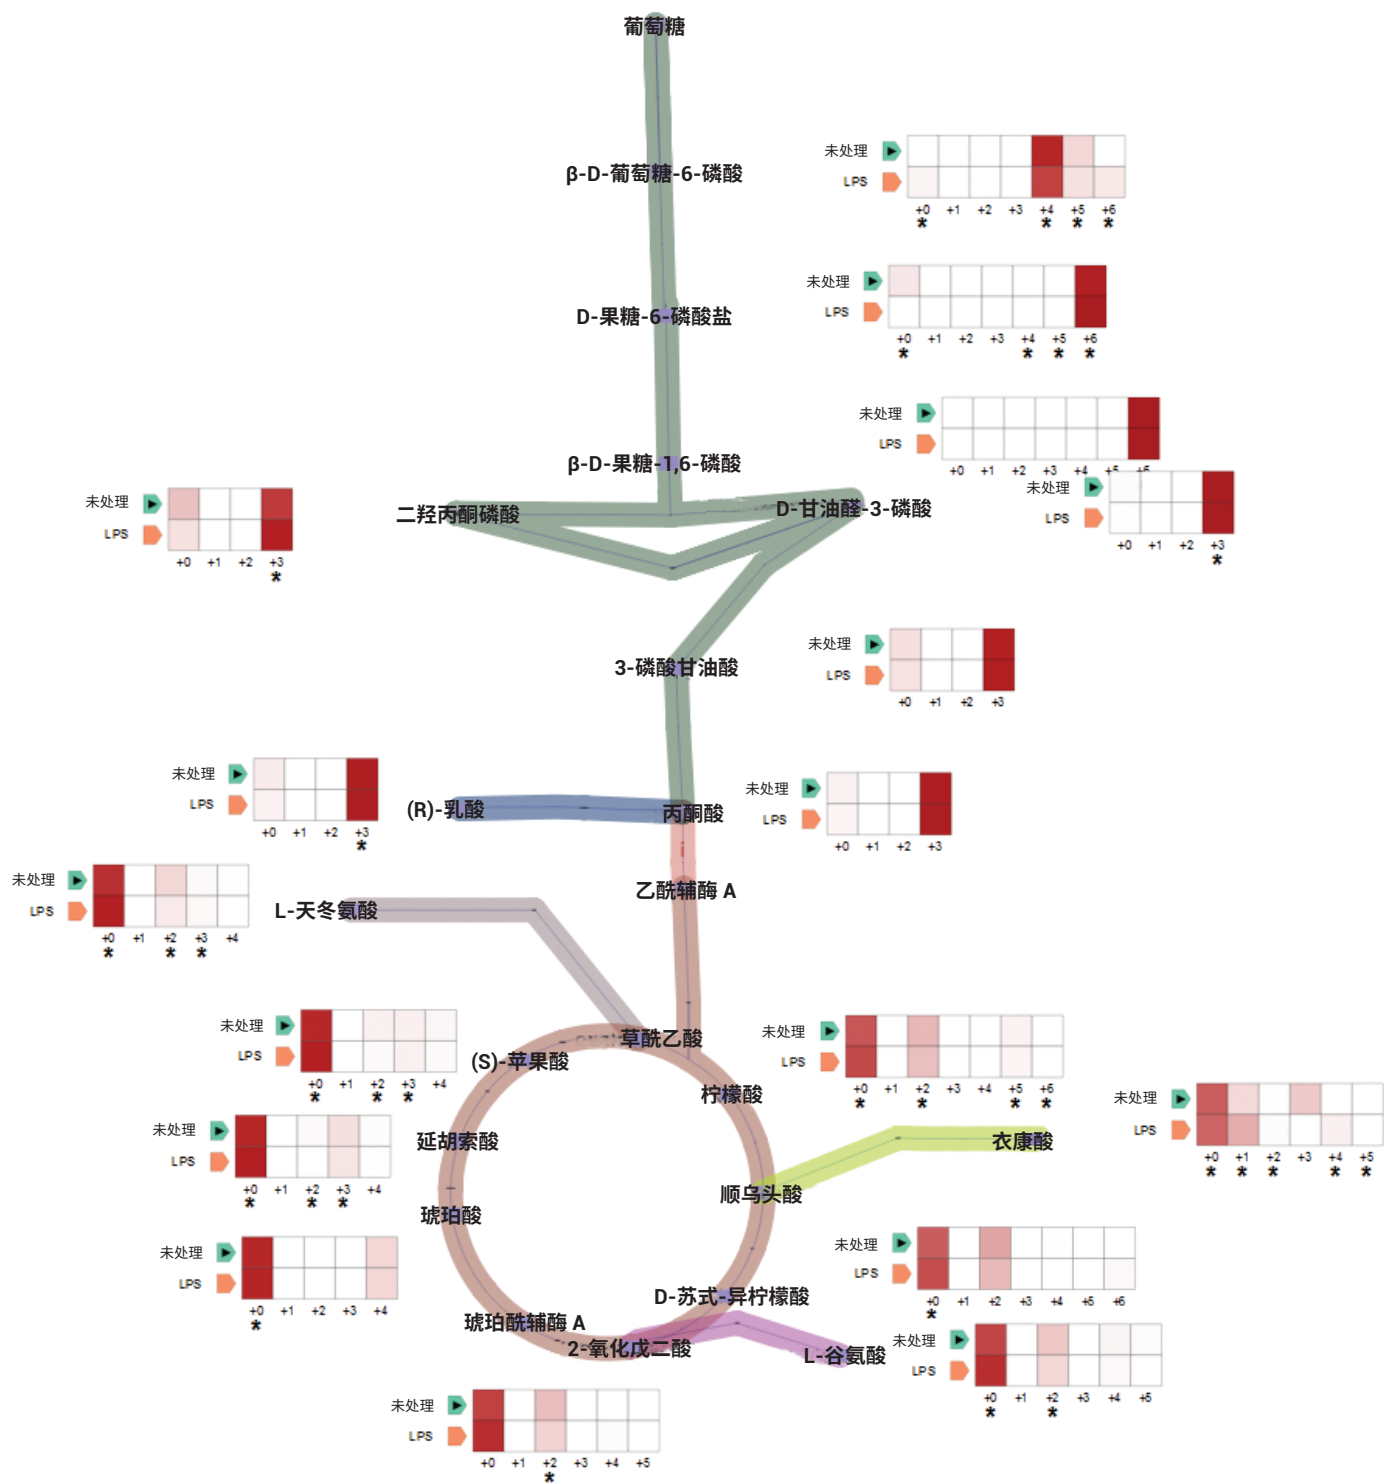 葡萄糖
β-D-葡萄糖-6-磷酸
未处理
LPS
+0 +1 +2 +3 +4 +5 +6
* * * *
D-果糖-6-磷酸盐
未处理
LPS
+0 +1 +2 +3 +4 +5 +6
* * * *
β-D-果糖-1,6-磷酸
未处理
LPS
+0 +1 +2 +3 +4 +5 +6
二羟丙酮磷酸
未处理
LPS
+0 +1 +2 +3
*
D-甘油醛-3-磷酸
未处理
LPS
+0 +1 +2 +3
*
3-磷酸甘油酸
未处理
LPS
+0 +1 +2 +3
未处理
LPS
+0 +1 +2 +3
*
(R)-乳酸
丙酮酸
未处理
LPS
+0 +1 +2 +3
乙酰辅酶 A
未处理
LPS
+0 +1 +2 +3 +4
* * *
L-天冬氨酸
草酰乙酸
未处理
LPS
+0 +1 +2 +3 +4
* * *
(S)-苹果酸
柠檬酸
未处理
LPS
+0 +1 +2 +3 +4 +5 +6
* * * *
未处理
LPS
+0 +1 +2 +3 +4
* * *
延胡索酸
衣康酸
未处理
LPS
+0 +1 +2 +3 +4 +5
* * * * *
顺乌头酸
琥珀酸
未处理
LPS
+0 +1 +2 +3 +4
*
未处理
LPS
+0 +1 +2 +3 +4 +5 +6
*
D-苏式-异柠檬酸
琥珀酰辅酶 A
2-氧化戊二酸
L-谷氨酸
未处理
LPS
+0 +1 +2 +3 +4 +5
* *
未处理
LPS
+0 +1 +2 +3 +4 +5
*